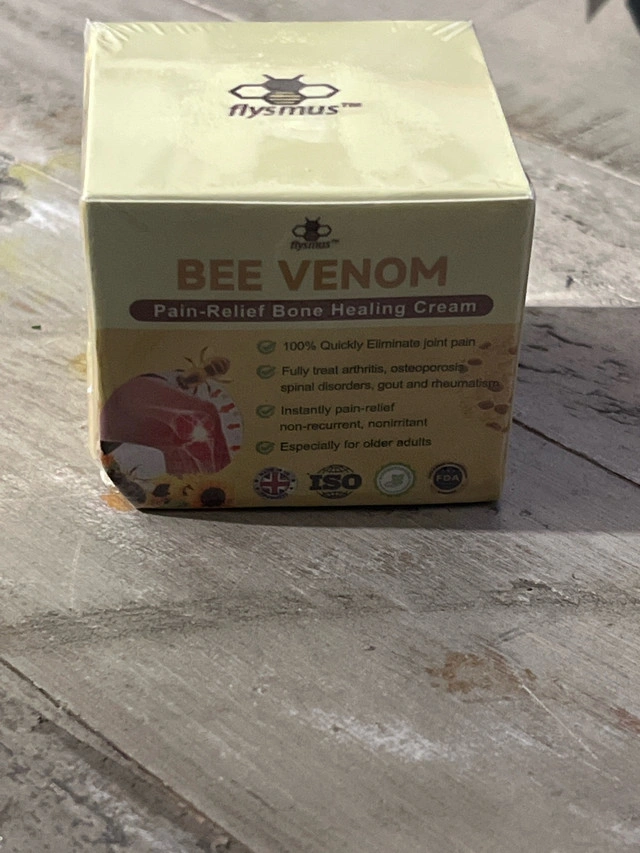 flysmus™
flysmus™
BEE VENOM
Pain-Relief Bone Healing Cream
100% Quickly Eliminate joint pain
Fully treat arthritis, osteoporosis,
spinal disorders, gout and rheumatism
Instantly pain-relief
non-recurrent, nonirritant
Especially for older adults
ISO
FDA